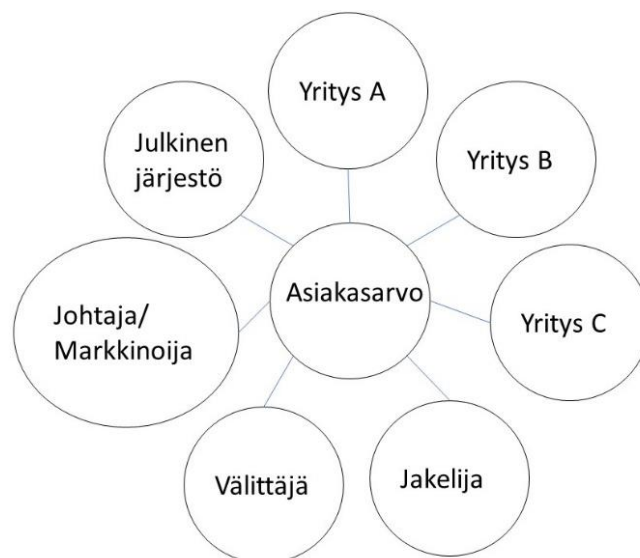 Yritys A
Julkinen
järjestö
Yritys B
Asiakasarvo
Johtaja/
Markkinoija
Yritys C
Välittäjä
Jakelija